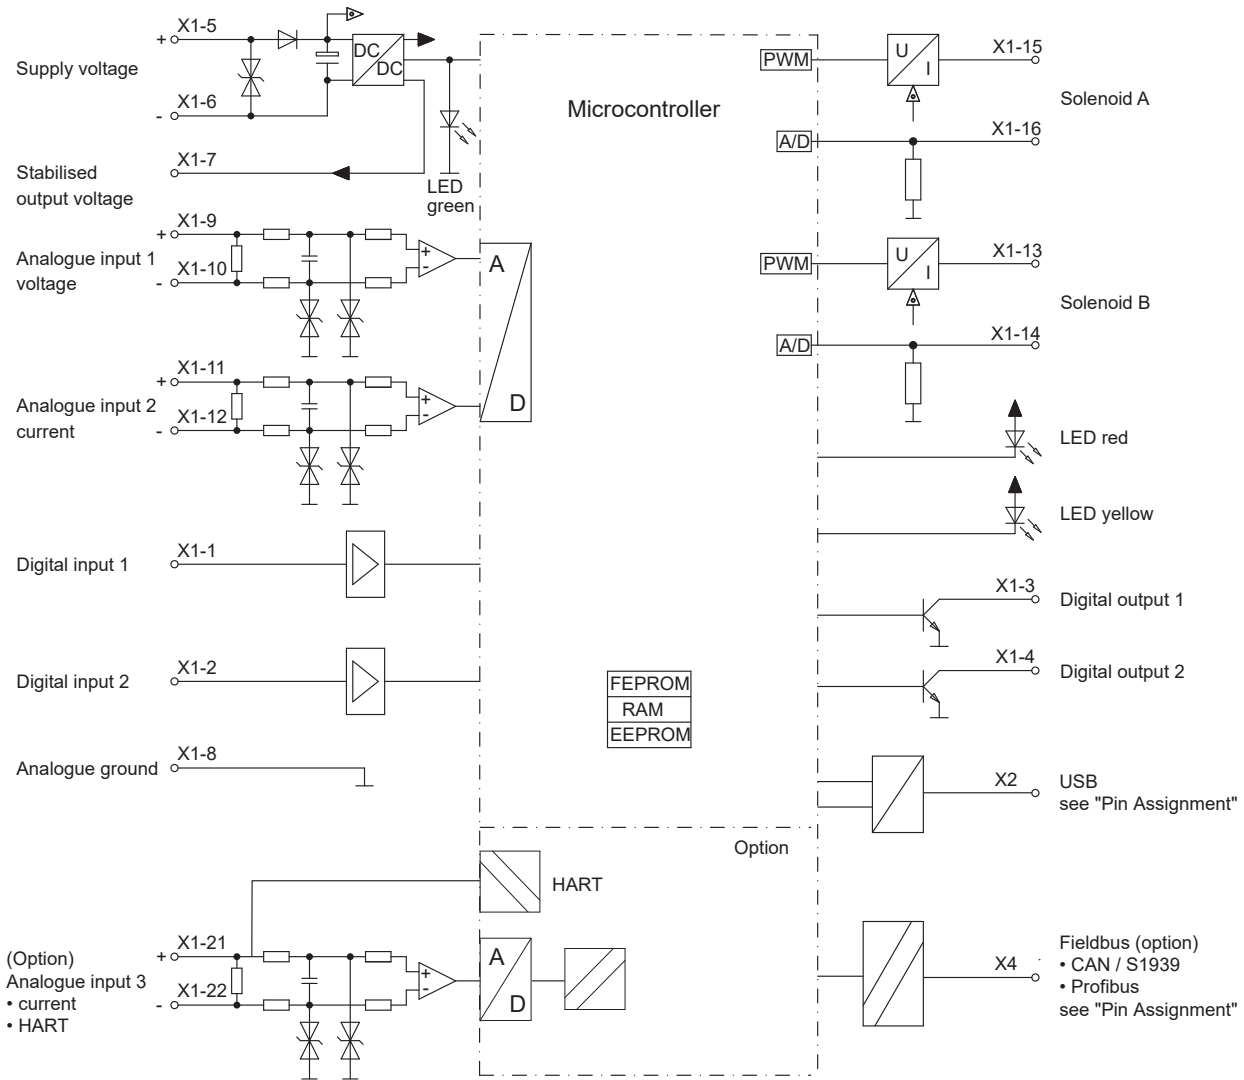 X1-5
+
Supply voltage
X1-6
-
DC
DC
X1-7
Stabilised
output voltage
LED
green
X1-9
+
Analogue input 1
voltage
X1-10
-
+
-
A
D
X1-11
+
Analogue input 2
current
X1-12
-
+
-
Digital input 1
X1-1
Digital input 2
X1-2
Analogue ground
X1-8
Microcontroller
FEPROM
RAM
EEPROM
Option
HART
X1-21
+
(Option)
Analogue input 3
• current
• HART
X1-22
-
+
-
A
D
PWM
U
I
X1-15
Solenoid A
A/D
X1-16
PWM
U
I
X1-13
Solenoid B
A/D
X1-14
LED red
LED yellow
X1-3
Digital output 1
X1-4
Digital output 2
X2
USB
see "Pin Assignment"
X4
Fieldbus (option)
• CAN / S1939
• Profibus
see "Pin Assignment"